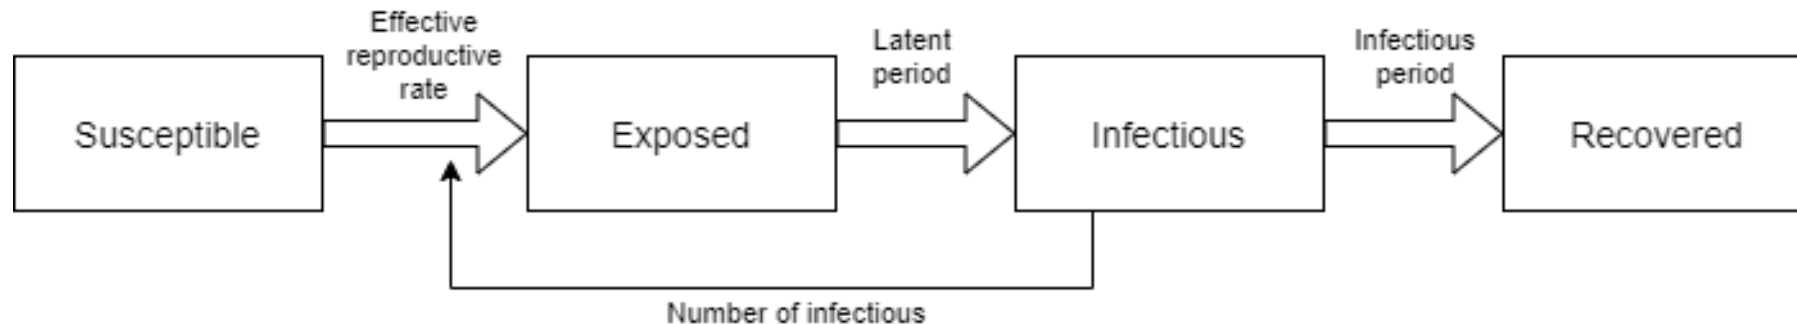 Effective
reproductive
rate
Latent
period
Infectious
period
Susceptible
Exposed
Infectious
Recovered
Number of infectious